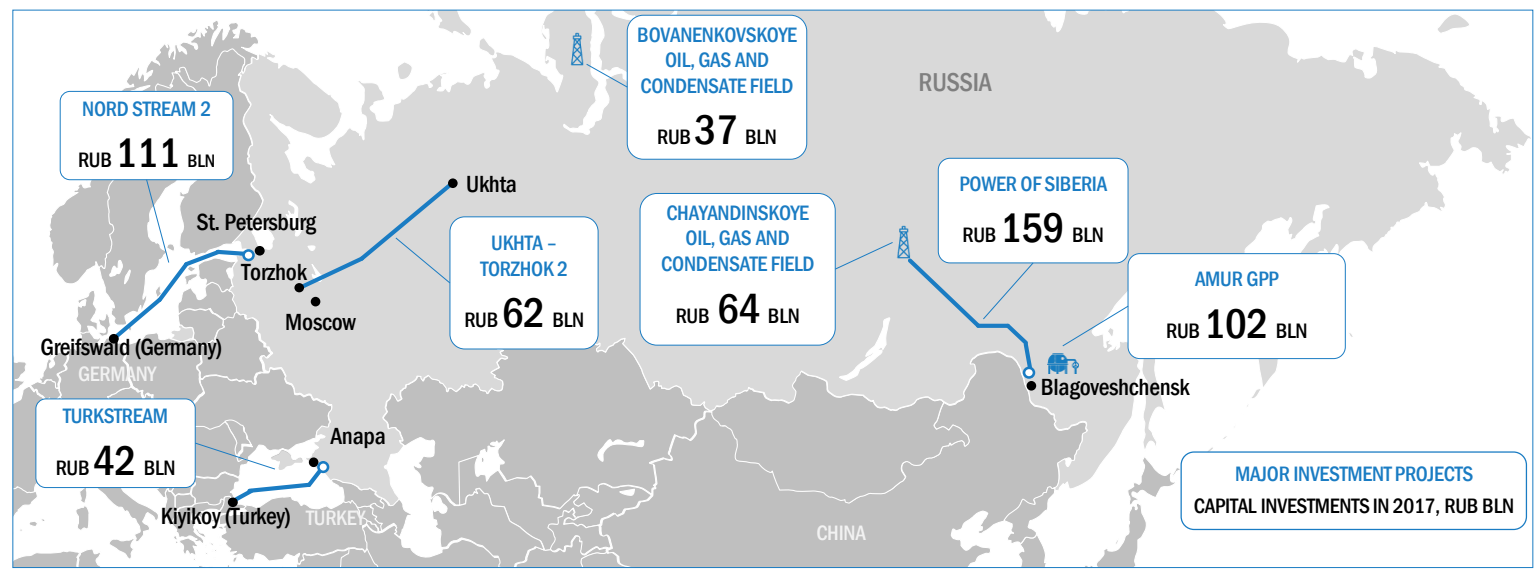 BOVANENKOVSKOYE
OIL, GAS AND
CONDENSATE FIELD
RUB 37 BLN
RUSSIA
NORD STREAM 2
RUB 111 BLN
POWER OF SIBERIA
RUB 159 BLN
Ukhta
CHAYANDINSKOYE
OIL, GAS AND
CONDENSATE FIELD
RUB 64 BLN
St. Petersburg
UKHTA –
TORZHOK 2
RUB 62 BLN
Torzhok
Moscow
AMUR GPP
RUB 102 BLN
Greifswald (Germany)
GERMANY
Blagoveshchensk
TURKSTREAM
RUB 42 BLN
Anapa
Kiyikoy (Turkey)
TURKEY
CHINA
MAJOR INVESTMENT PROJECTS
CAPITAL INVESTMENTS IN 2017, RUB BLN